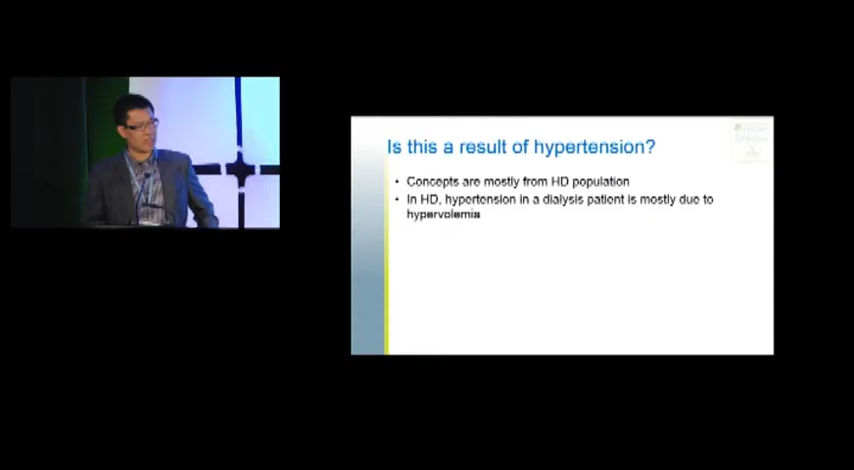 Is this a result of hypertension?
• Concepts are mostly from HD population
• In HD, hypertension in a dialysis patient is mostly due to
hypervolemia